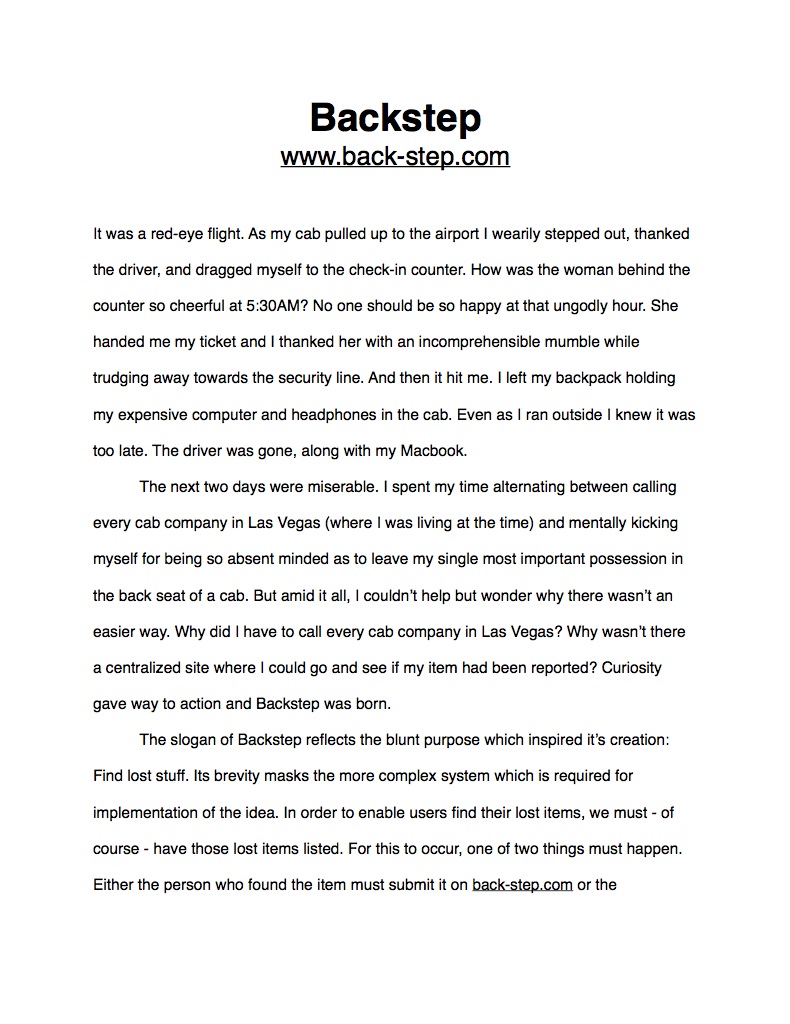 Backstep
www.back-step.com
It was a red-eye flight. As my cab pulled up to the airport I wearily stepped out, thanked
the driver, and dragged myself to the check-in counter. How was the woman behind the
counter so cheerful at 5:30AM? No one should be so happy at that ungodly hour. She
handed me my ticket and I thanked her with an incomprehensible mumble while
trudging away towards the security line. And then it hit me. I left my backpack holding
my expensive computer and headphones in the cab. Even as I ran outside I knew it was
too late. The driver was gone, along with my Macbook.
The next two days were miserable. I spent my time alternating between calling
every cab company in Las Vegas (where I was living at the time) and mentally kicking
myself for being so absent minded as to leave my single most important possession in
the back seat of a cab. But amid it all, I couldn’t help but wonder why there wasn’t an
easier way. Why did I have to call every cab company in Las Vegas? Why wasn’t there
a centralized site where I could go and see if my item had been reported? Curiosity
gave way to action and Backstep was born.
The slogan of Backstep reflects the blunt purpose which inspired it’s creation:
Find lost stuff. Its brevity masks the more complex system which is required for
implementation of the idea. In order to enable users find their lost items, we must - of
course - have those lost items listed. For this to occur, one of two things must happen.
Either the person who found the item must submit it on back-step.com or the